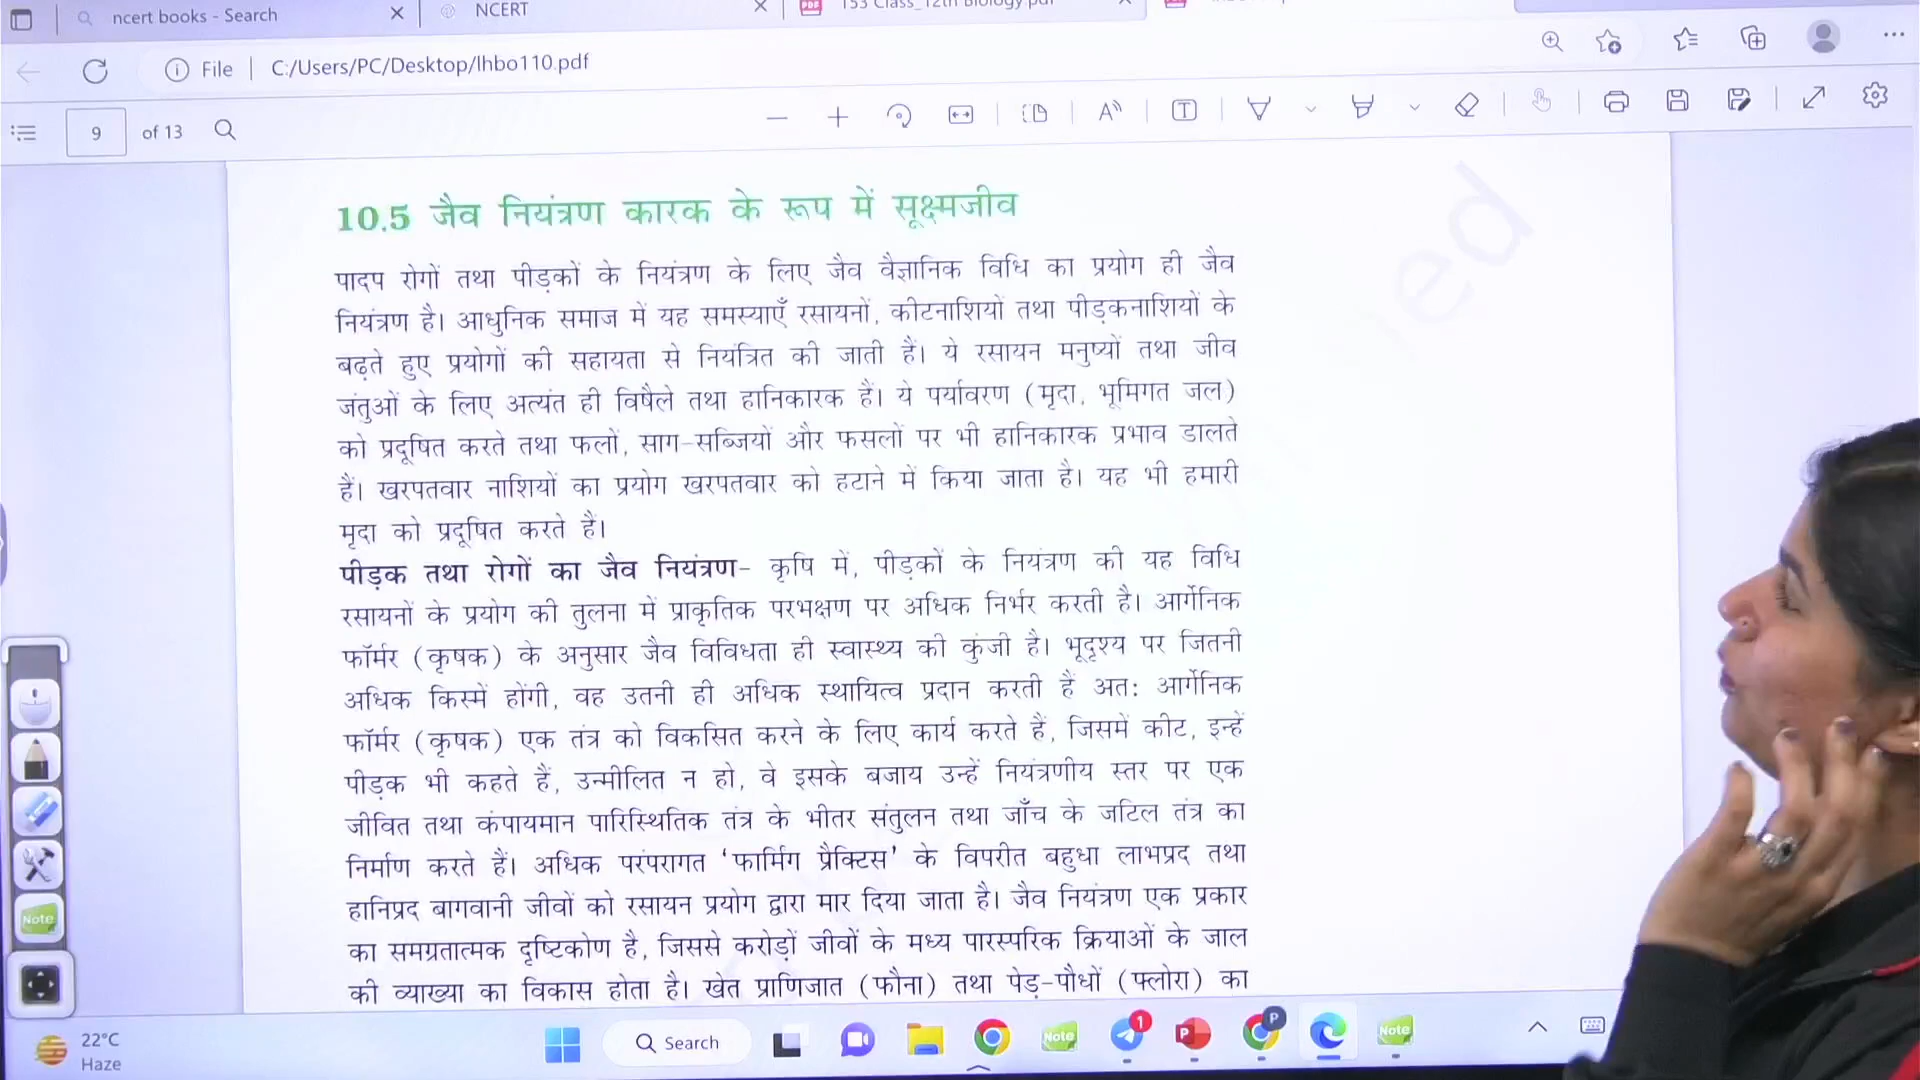 ncert books - Search
NCERT
153 Class_12th Biology.pdf
File
C:/Users/PC/Desktop/lhbo110.pdf
9 of 13
10.5 जैव नियंत्रण कारक के रूप में सूक्ष्मजीव
पादप रोगों तथा पीड़कों के नियंत्रण के लिए जैव वैज्ञानिक विधि का प्रयोग ही जैव
नियंत्रण है। आधुनिक समाज में यह समस्याएँ रसायनों, कीटनाशियों तथा पीड़कनाशियों के
बढ़ते हुए प्रयोगों की सहायता से नियंत्रित की जाती हैं। ये रसायन मनुष्यों तथा जीव
जंतुओं के लिए अत्यंत ही विषैले तथा हानिकारक हैं। ये पर्यावरण (मृदा, भूमिगत जल)
को प्रदूषित करते तथा फलों, साग-सब्जियों और फसलों पर भी हानिकारक प्रभाव डालते
हैं। खरपतवार नाशियों का प्रयोग खरपतवार को हटाने में किया जाता है। यह भी हमारी
मृदा को प्रदूषित करते हैं।
पीड़क तथा रोगों का जैव नियंत्रण- कृषि में, पीड़कों के नियंत्रण की यह विधि
रसायनों के प्रयोग की तुलना में प्राकृतिक परभक्षण पर अधिक निर्भर करती है। आर्गेनिक
फॉर्मर (कृषक) के अनुसार जैव विविधता ही स्वास्थ्य की कुंजी है। भूदृश्य पर जितनी
अधिक किस्में होंगी, वह उतनी ही अधिक स्थायित्व प्रदान करती हैं अत: आर्गेनिक
फॉर्मर (कृषक) एक तंत्र को विकसित करने के लिए कार्य करते हैं, जिसमें कीट, इन्हें
पीड़क भी कहते हैं, उन्मीलित न हो, वे इसके बजाय उन्हें नियंत्रणीय स्तर पर एक
जीवित तथा कंपायमान पारिस्थितिक तंत्र के भीतर संतुलन तथा जाँच के जटिल तंत्र का
निर्माण करते हैं। अधिक परंपरागत ‘फार्मिंग प्रैक्टिस’ के विपरीत बहुधा लाभप्रद तथा
हानिप्रद बागवानी जीवों को रसायन प्रयोग द्वारा मार दिया जाता है। जैव नियंत्रण एक प्रकार
का समग्रतात्मक दृष्टिकोण है, जिससे करोड़ों जीवों के मध्य पारस्परिक क्रियाओं के जाल
की व्याख्या का विकास होता है। खेत प्राणिजात (फौना) तथा पेड़-पौधों (फ्लोरा) का
Note
22°C
Haze
Search
Note
1
P
P
Note